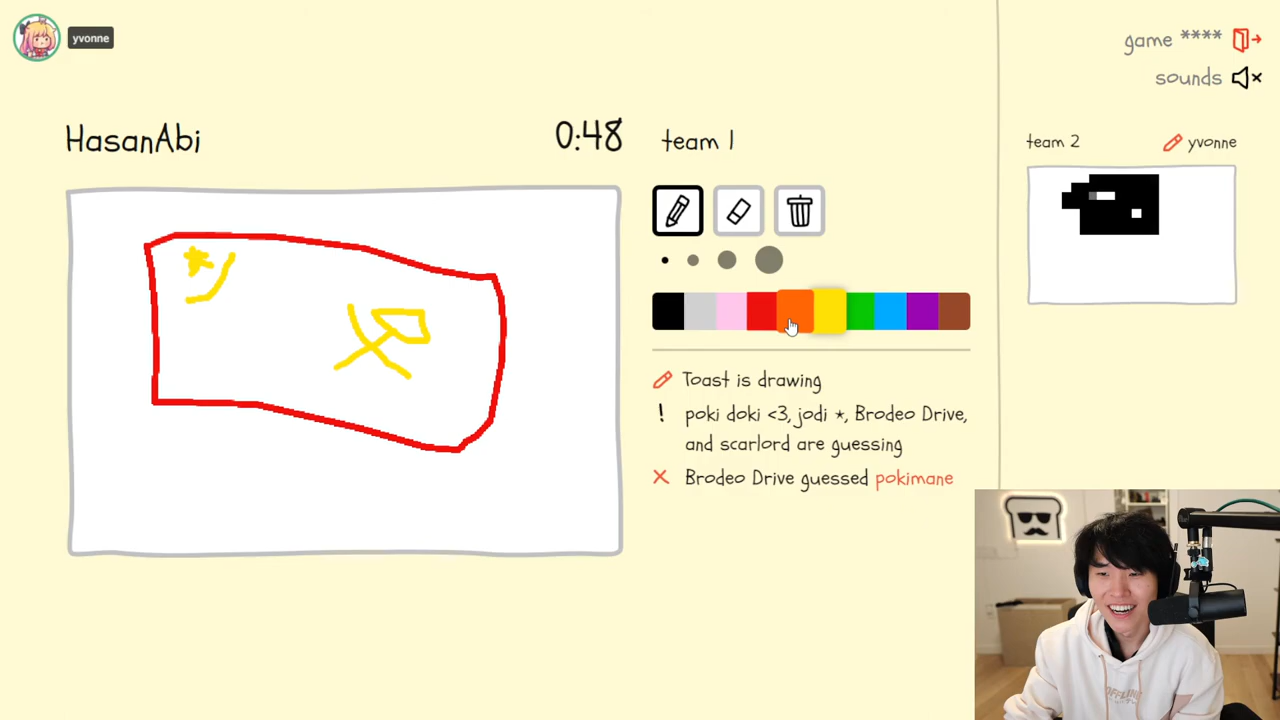 yvonne
game ****
sounds
HasanAbi
0:48
team 1
team 2
yvonne
Toast is drawing
! poki doki <3, jodi *, Brodeo Drive,
and scarlord are guessing
Brodeo Drive guessed pokimane
OFFLINE